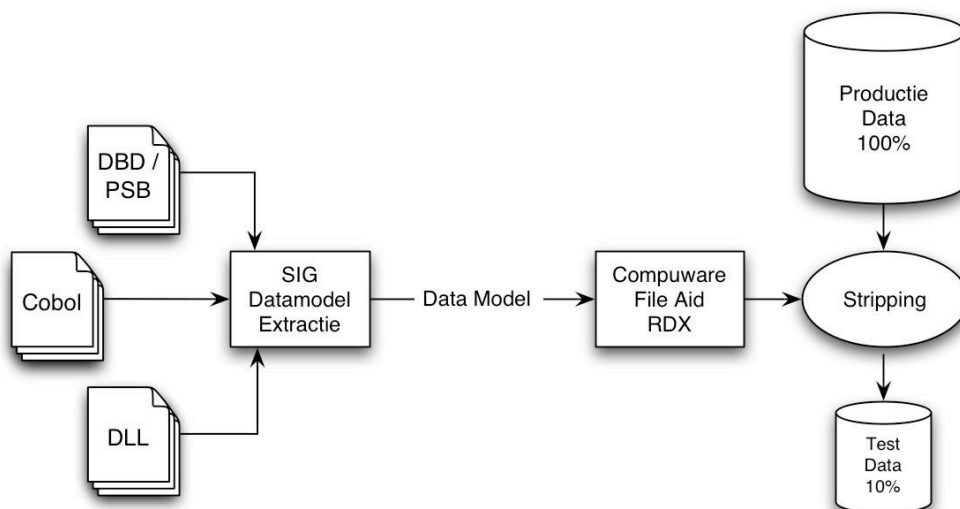 Productie
Data
100%
DBD /
PSB
SIG
Datamodel
Extractie
Data Model
Compuware
File Aid
RDX
Stripping
Cobol
DLL
Test
Data
10%